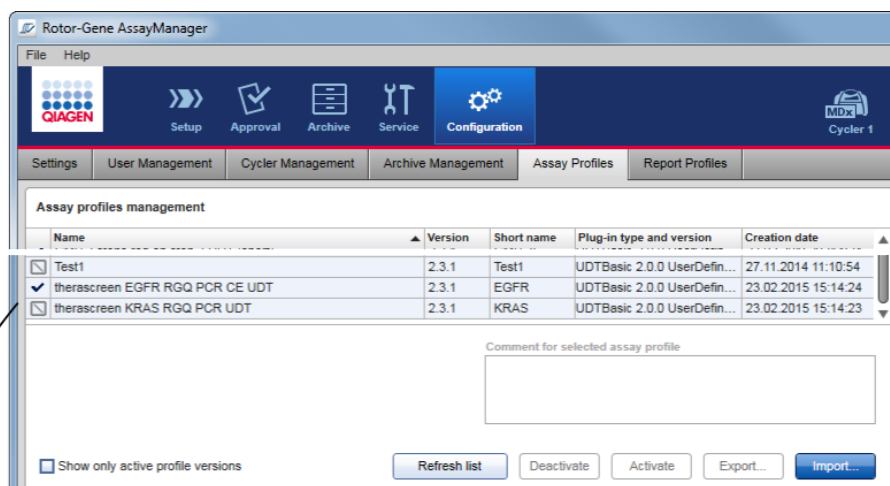 Rotor-Gene AssayManager
File Help
QIAGEN
Setup Approval Archive Service Configuration
MDx
Cycler 1
Settings User Management Cycler Management Archive Management Assay Profiles Report Profiles
Assay profiles management
Name Version Short name Plug-in type and version Creation date
Test1 2.3.1 Test1 UDTBasic 2.0.0 UserDefin... 27.11.2014 11:10:54
therascreen EGFR RGQ PCR CE UDT 2.3.1 EGFR UDTBasic 2.0.0 UserDefin... 23.02.2015 15:14:24
therascreen KRAS RGQ PCR UDT 2.3.1 KRAS UDTBasic 2.0.0 UserDefin... 23.02.2015 15:14:23
Comment for selected assay profile
Show only active profile versions Refresh list Deactivate Activate Export... Import...